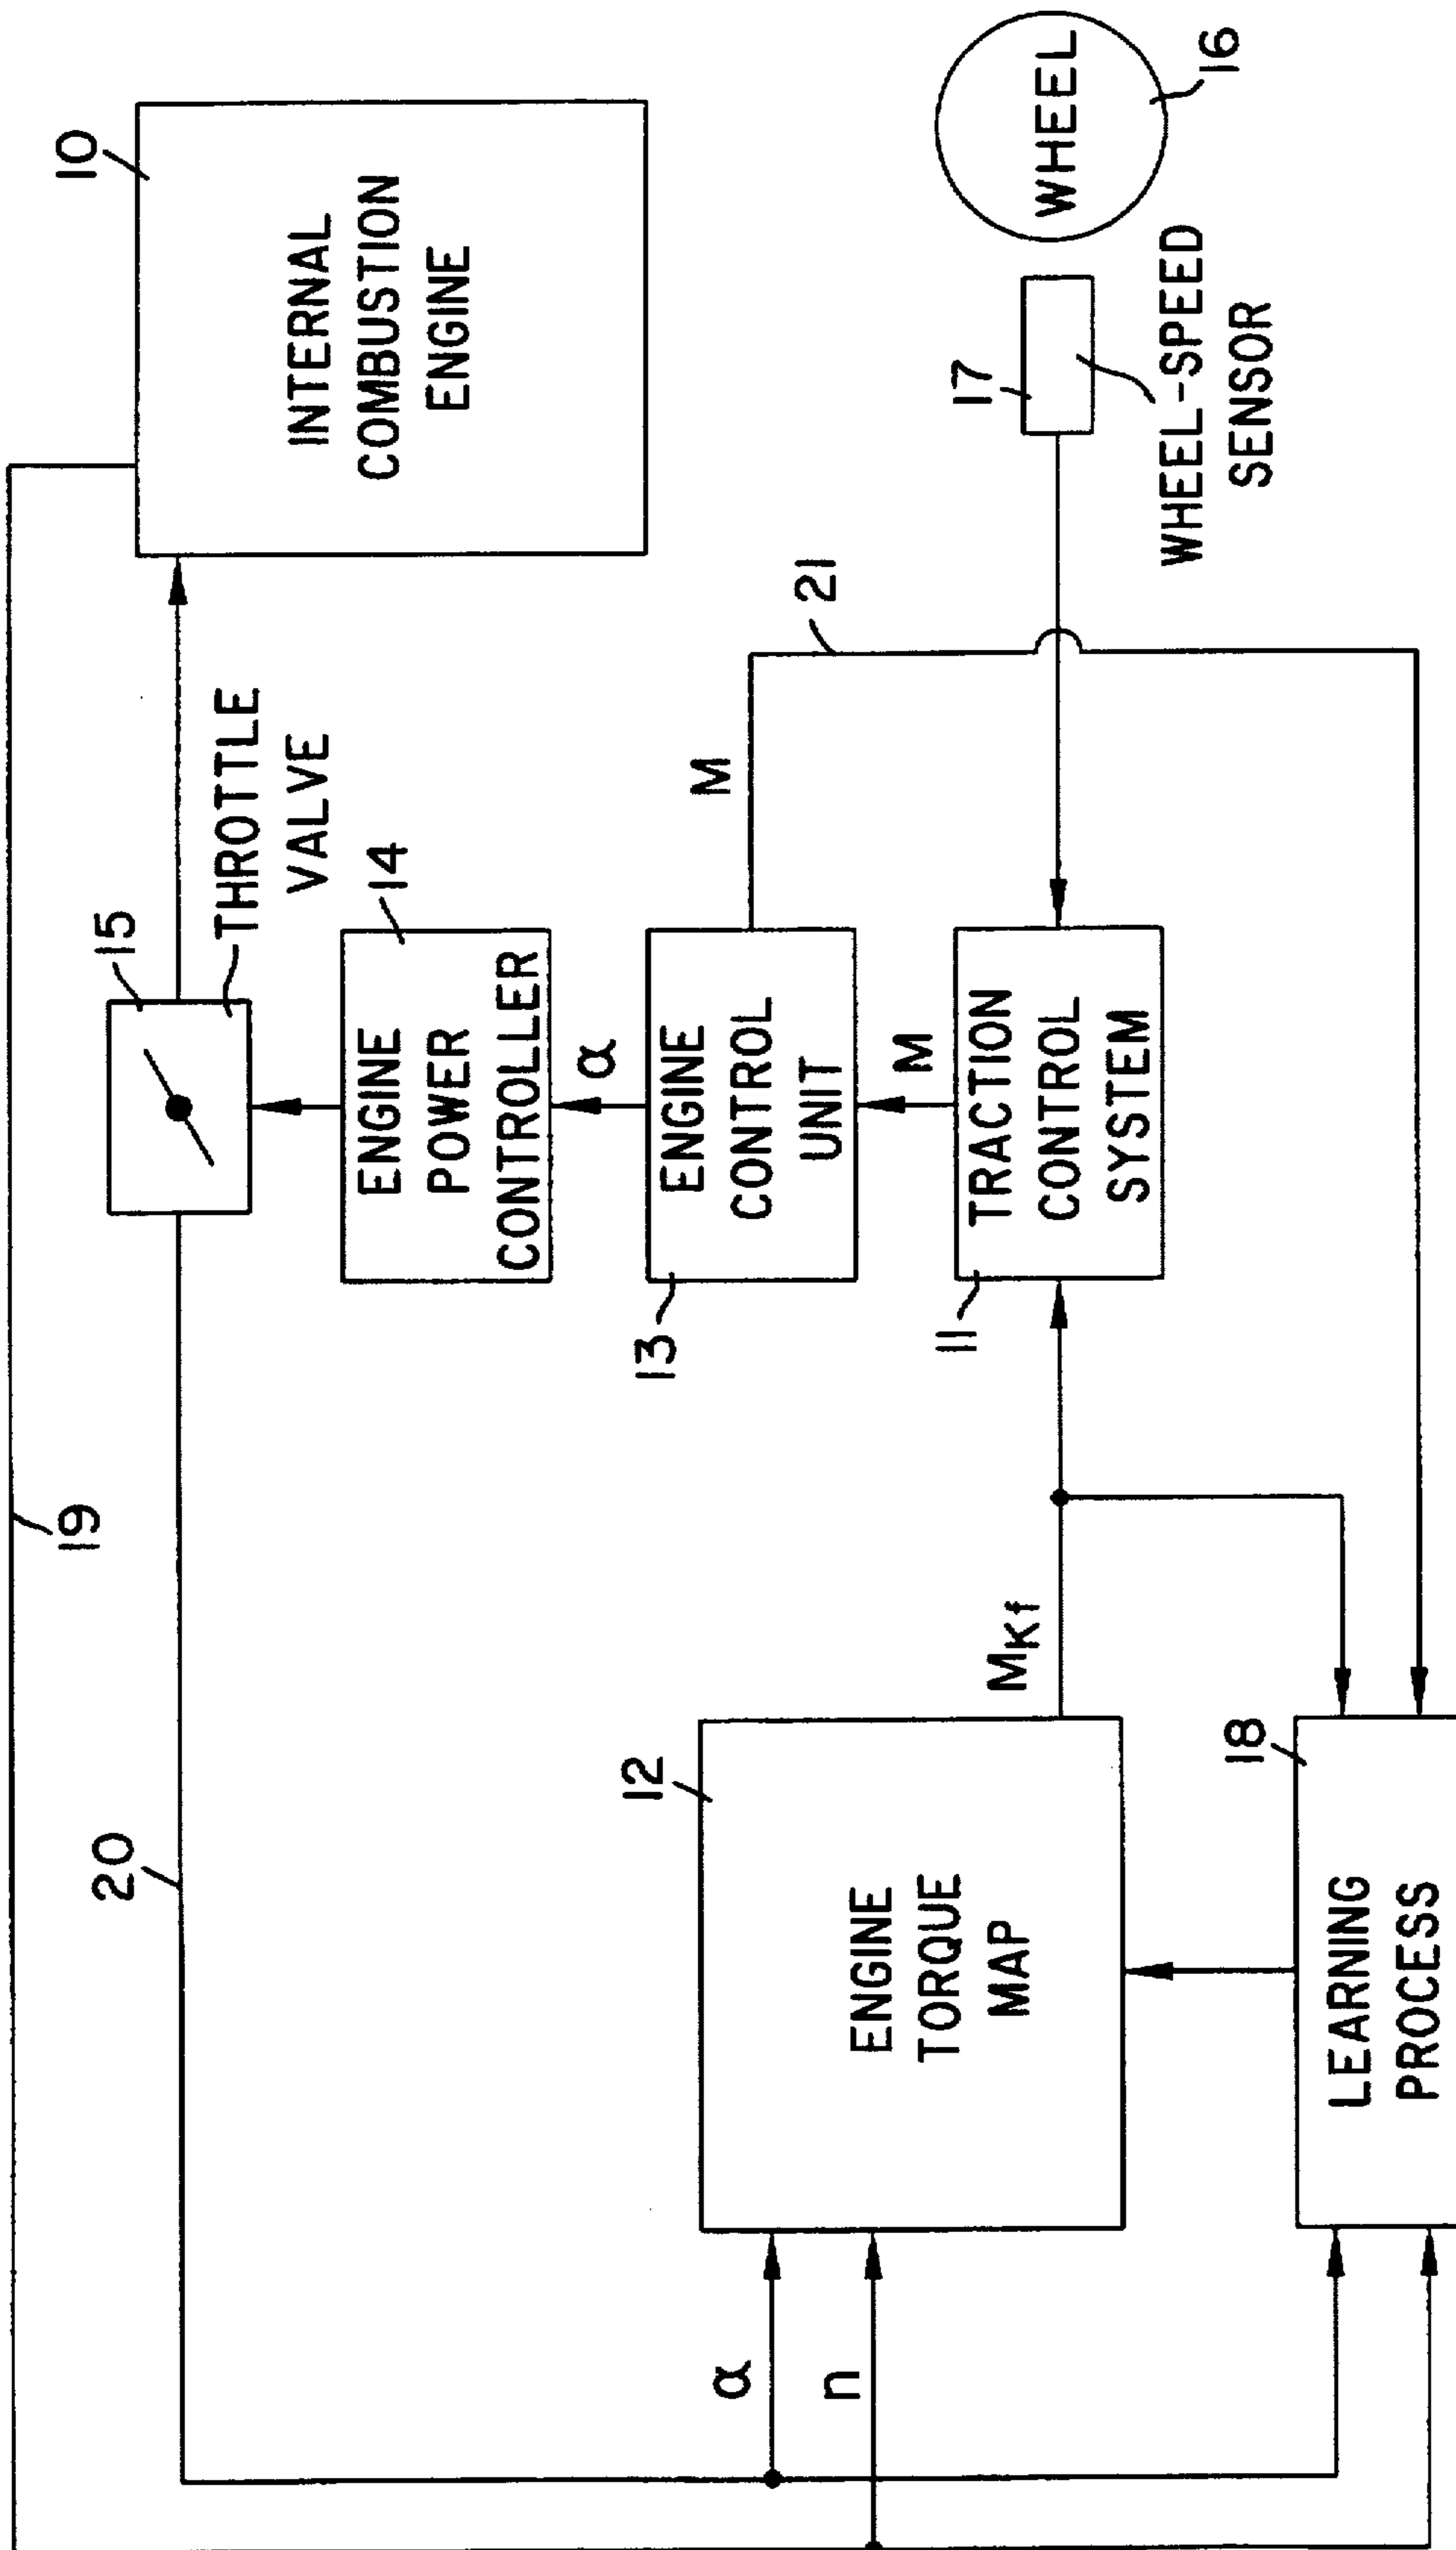 19
10
INTERNAL
COMBUSTION
ENGINE
20
15
THROTTLE
VALVE
14
ENGINE
POWER
CONTROLLER
α
13
ENGINE
CONTROL
UNIT
M
21
M
12
ENGINE
TORQUE
MAP
α
n
MKf
11
TRACTION
CONTROL
SYSTEM
17
WHEEL-SPEED
SENSOR
WHEEL
16
18
LEARNING
PROCESS